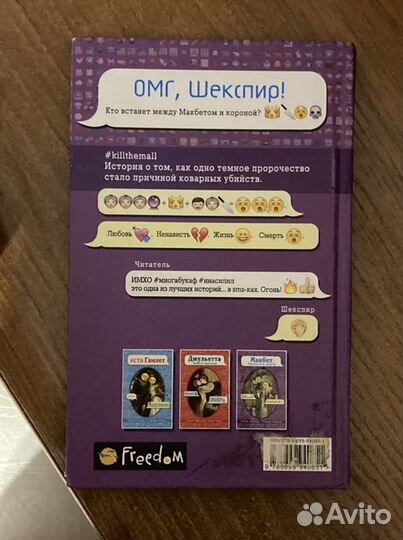 ОМГ, Шекспир!
Кто встанет между Макбетом и короной?
#killthemall
История о том, как одно темное пророчество
стало причиной коварных убийств.
+ + =
Любовь Ненависть Жизнь Смерть
Читатель
ИМХО #многабукаф #ниасилил
это одна из лучших историй... в sms-ках. Огонь!
Шекспир
иста Гамлет
Джульетта
Макбет
Freedom
Avito